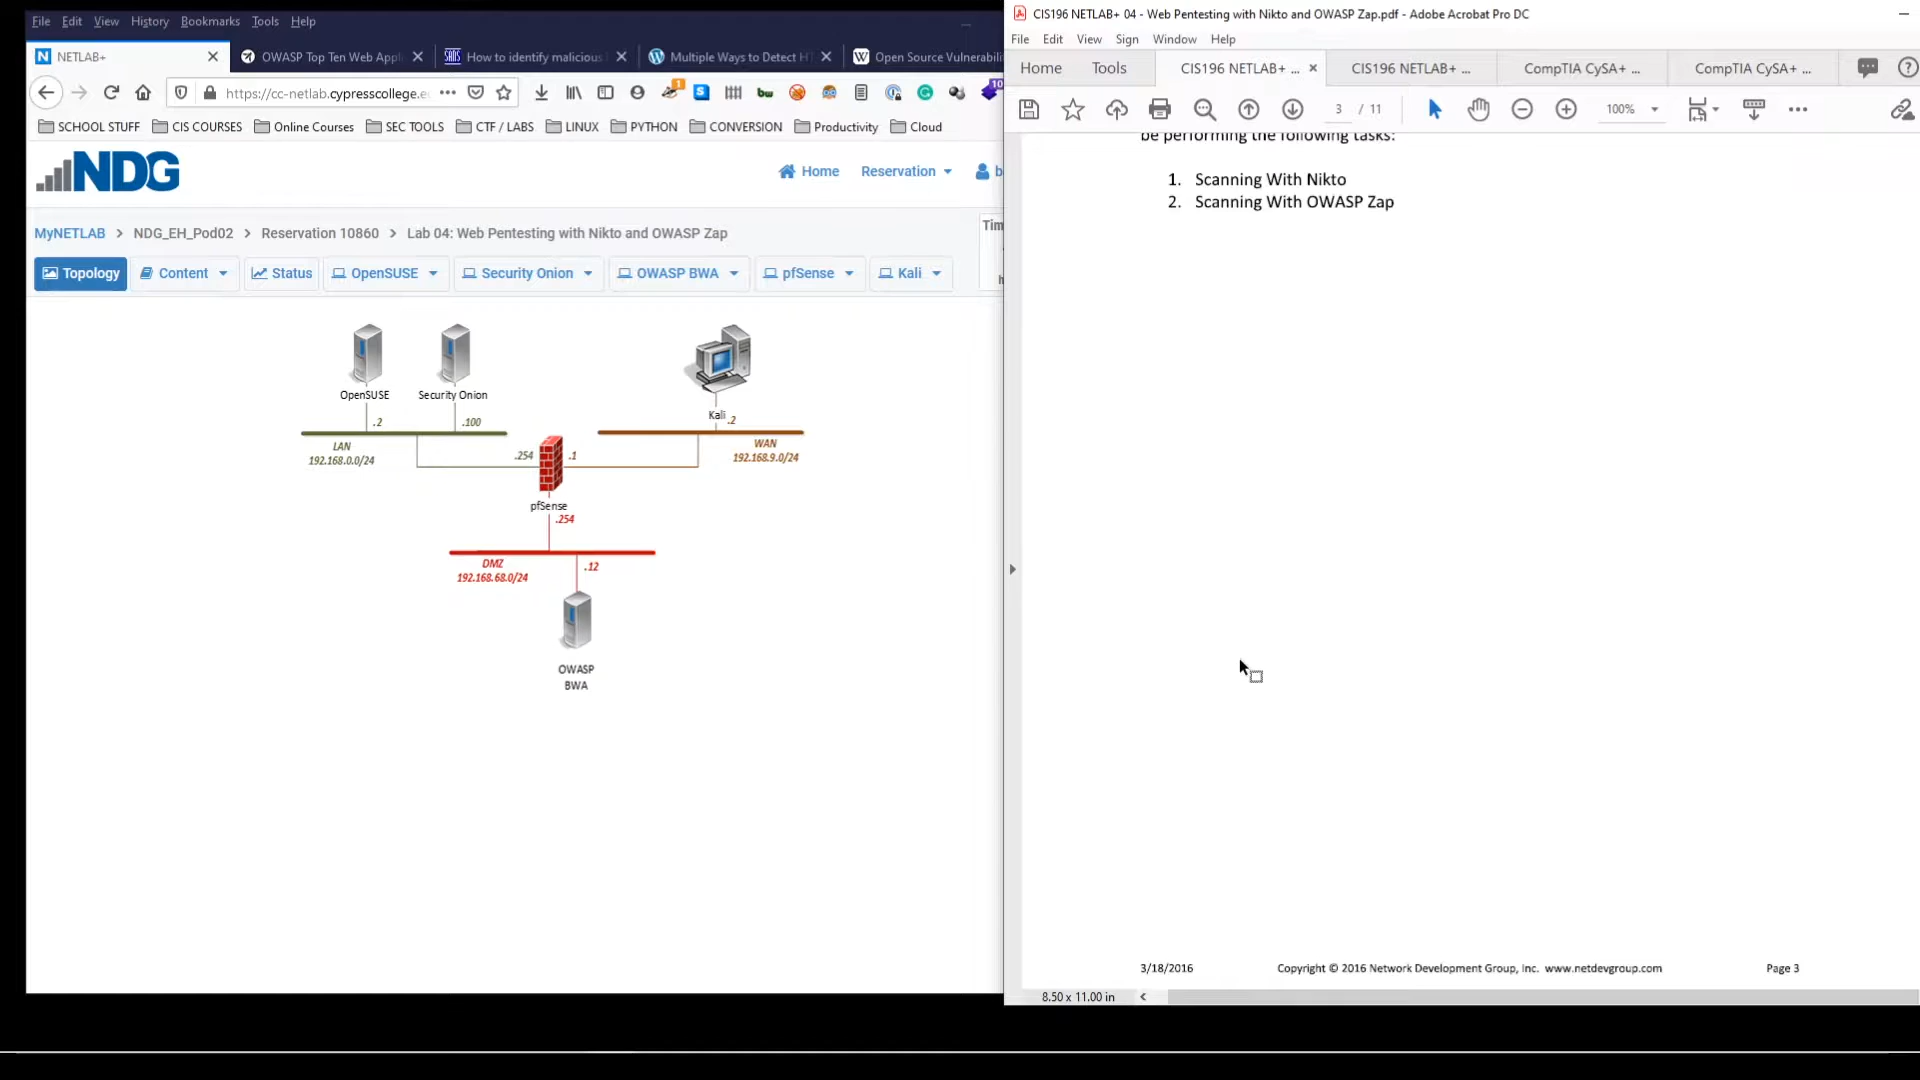 File Edit View History Bookmarks Tools Help
NETLAB+
OWASP Top Ten Web Appl
SANS How to identify malicious
Multiple Ways to Detect H
Open Source Vulnerabili
https://cc-netlab.cypresscollege.e
SCHOOL STUFF CIS COURSES Online Courses SEC TOOLS CTF / LABS LINUX PYTHON CONVERSION Productivity Cloud
NDG
Home Reservation b
MyNETLAB > NDG_EH_Pod02 > Reservation 10860 > Lab 04: Web Pentesting with Nikto and OWASP Zap
Tim
Topology Content Status OpenSUSE Security Onion OWASP BWA pfSense Kali
h
OpenSUSE
Security Onion
Kali
.2
.100
.2
LAN
192.168.0.0/24
WAN
192.168.9.0/24
.254
.1
pfSense
.254
DMZ
192.168.68.0/24
.12
OWASP
BWA
CIS196 NETLAB+ 04 - Web Pentesting with Nikto and OWASP Zap.pdf - Adobe Acrobat Pro DC
File Edit View Sign Window Help
Home Tools CIS196 NETLAB+ ... CIS196 NETLAB+ ... CompTIA CySA+ ... CompTIA CySA+ ...
3 / 11 100%
be performing the following tasks:
1. Scanning With Nikto
2. Scanning With OWASP Zap
3/18/2016 Copyright © 2016 Network Development Group, Inc. www.netdevgroup.com Page 3
8.50 x 11.00 in